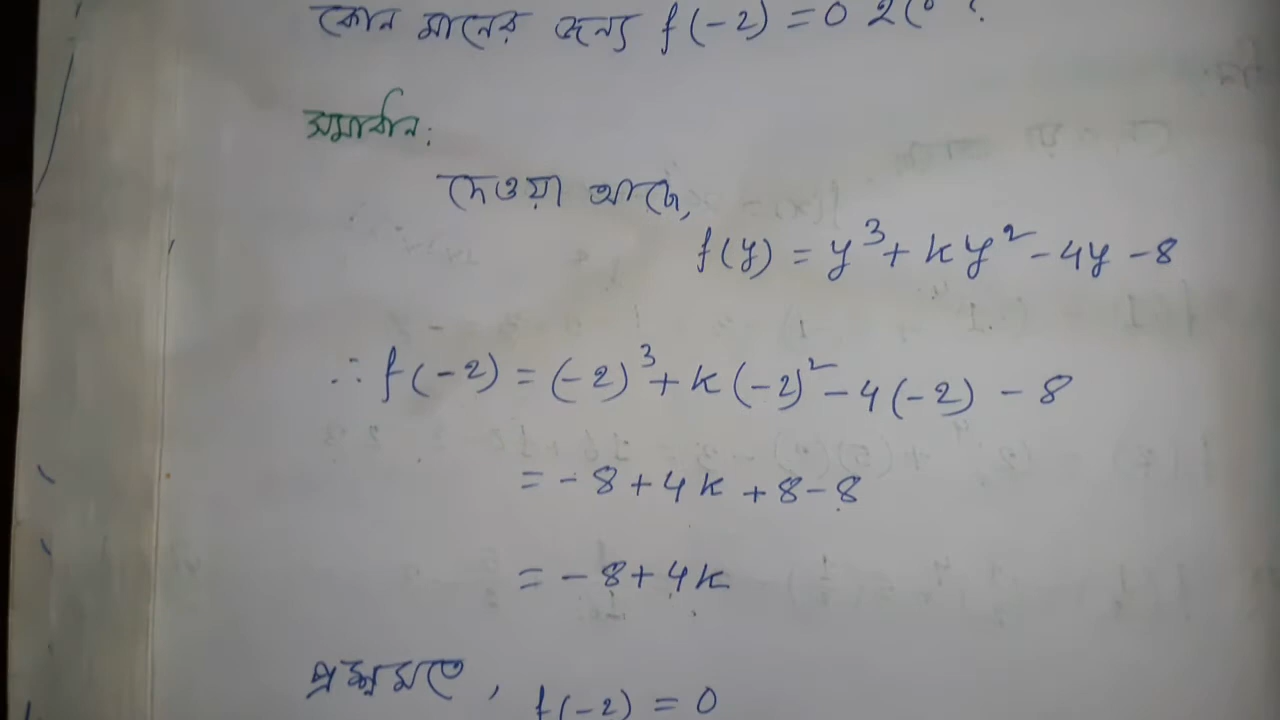 কোন মানের জন্য f(-2) = 0 হবে?
সমাধান:
দেওয়া আছে,
f(y) = y³ + ky² - 4y - 8
∴ f(-2) = (-2)³ + k(-2)² - 4(-2) - 8
= -8 + 4k + 8 - 8
= -8 + 4k
প্রশ্নমতে,
f(-2) = 0